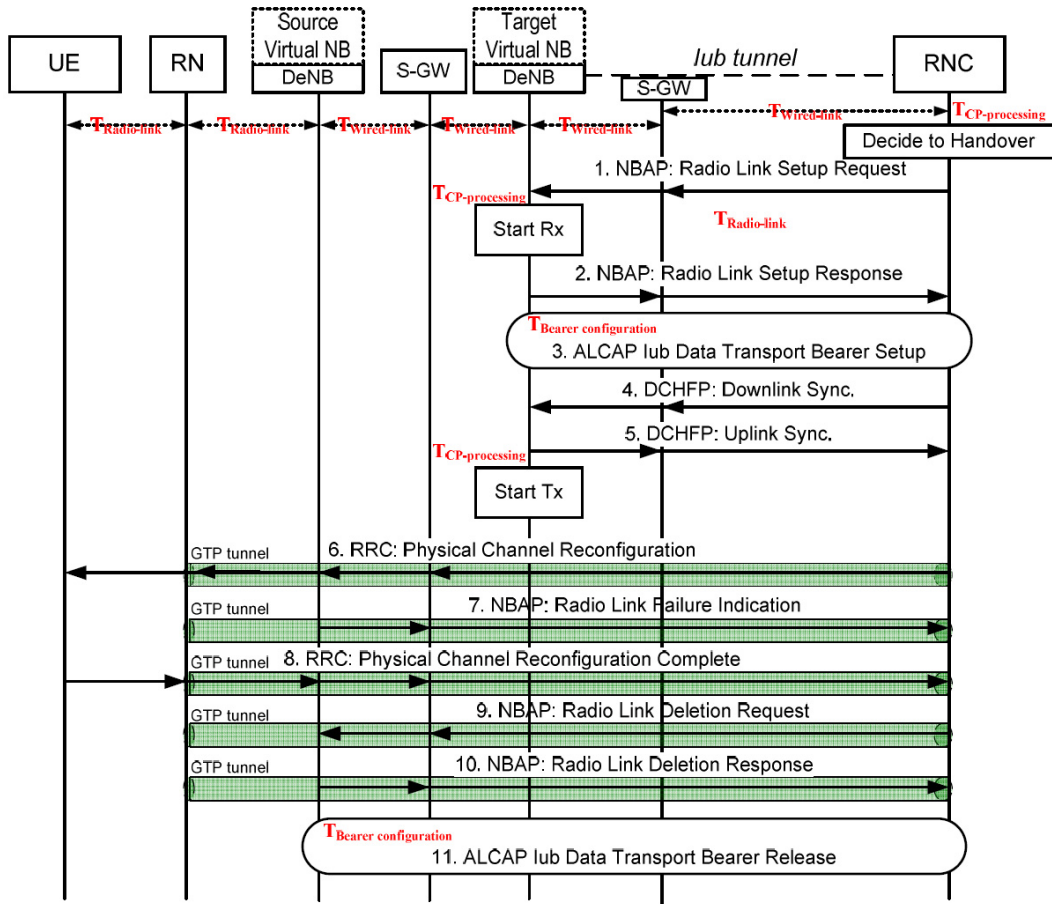 Source
Virtual NB
DeNB
Target
Virtual NB
DeNB
UE
RN
S-GW
Iub tunnel
S-GW
RNC
TRadio-link
TRadio-link
TWired-link
TWired-link
TWired-link
TWired-link
TCP-processing
Decide to Handover
1. NBAP: Radio Link Setup Request
TCP-processing
Start Rx
TRadio-link
2. NBAP: Radio Link Setup Response
TBearer configuration
3. ALCAP Iub Data Transport Bearer Setup
4. DCHFP: Downlink Sync.
5. DCHFP: Uplink Sync.
TCP-processing
Start Tx
GTP tunnel
6. RRC: Physical Channel Reconfiguration
GTP tunnel
7. NBAP: Radio Link Failure Indication
GTP tunnel
8. RRC: Physical Channel Reconfiguration Complete
GTP tunnel
9. NBAP: Radio Link Deletion Request
GTP tunnel
10. NBAP: Radio Link Deletion Response
TBearer configuration
11. ALCAP Iub Data Transport Bearer Release